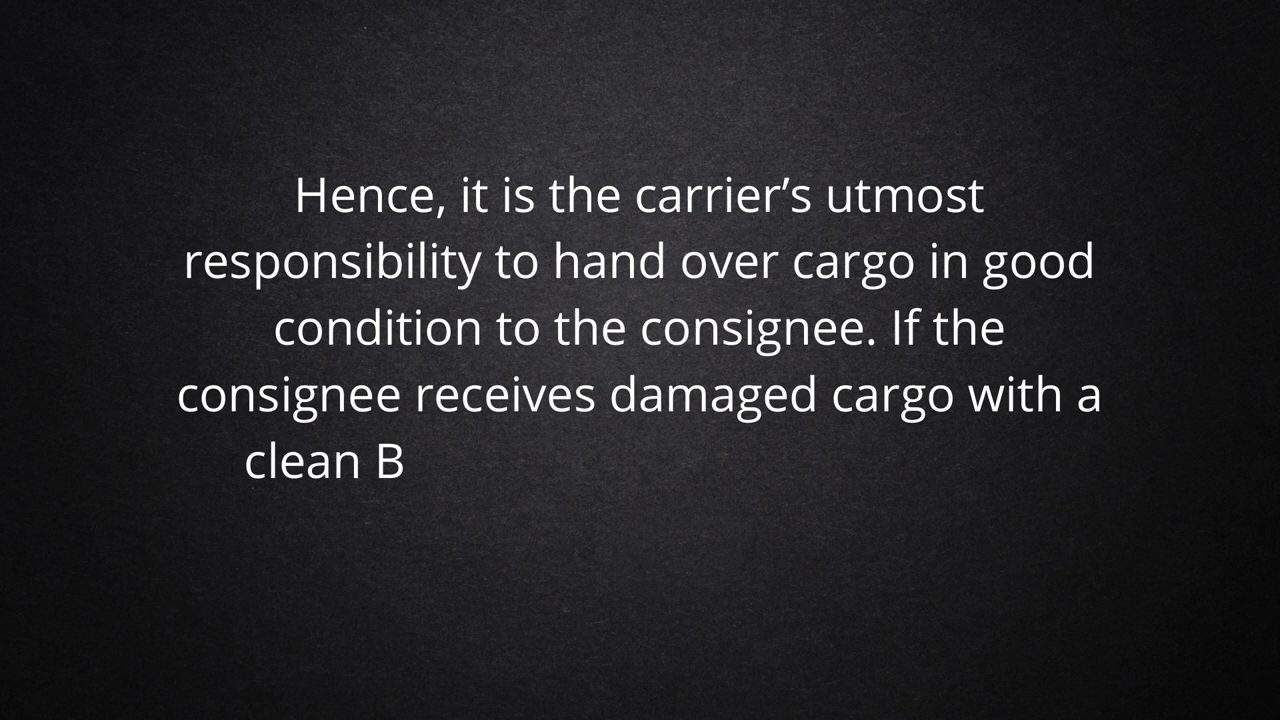 Hence, it is the carrier’s utmost
responsibility to hand over cargo in good
condition to the consignee. If the
consignee receives damaged cargo with a
clean B